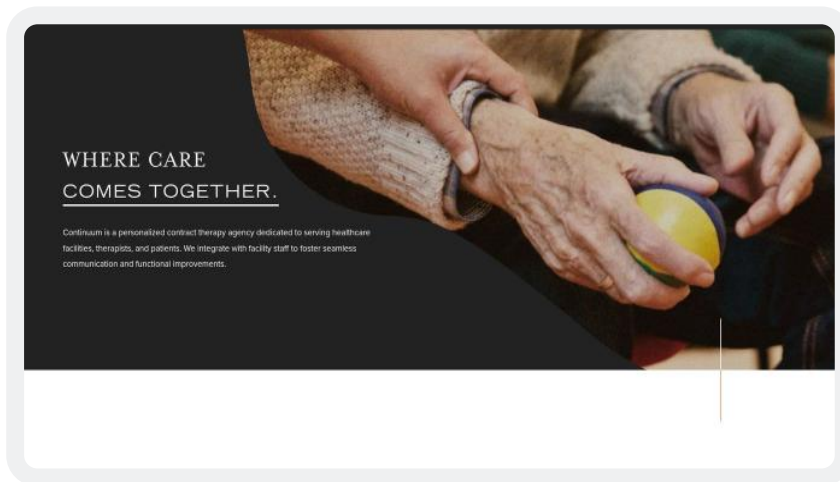 WHERE CARE
COMES TOGETHER.
Continuum is a personalized contract therapy agency dedicated to serving healthcare
facilities, therapists, and patients. We integrate with facility staff to foster seamless
communication and functional improvements.